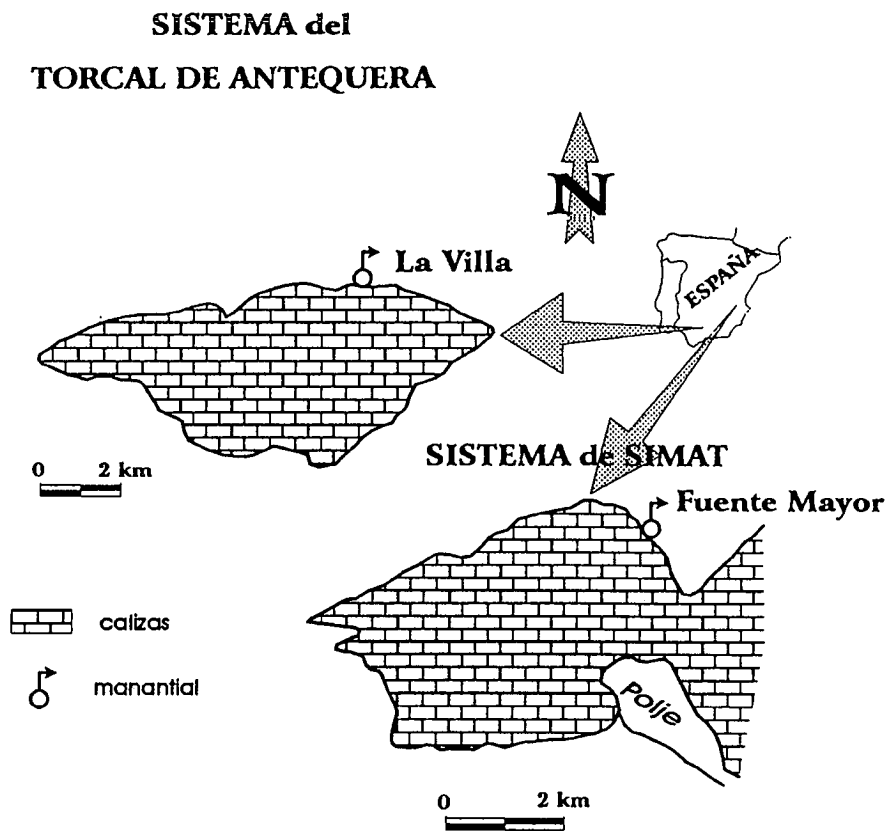 SISTEMA del
TORCAL DE ANTEQUERA
N
ESPAÑA
La Villa
0 2 km
SISTEMA de SIMAT
Fuente Mayor
calizas
manantial
Polje
0 2 km